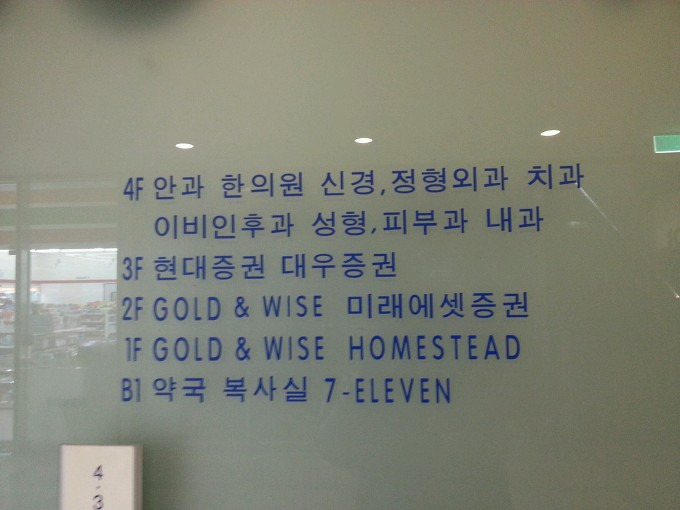 4F 안과 한의원 신경,정형외과 치과
이비인후과 성형,피부과 내과
3F 현대증권 대우증권
2F GOLD & WISE 미래에셋증권
1F GOLD & WISE HOMESTEAD
B1 약국 복사실 7-ELEVEN
4
3